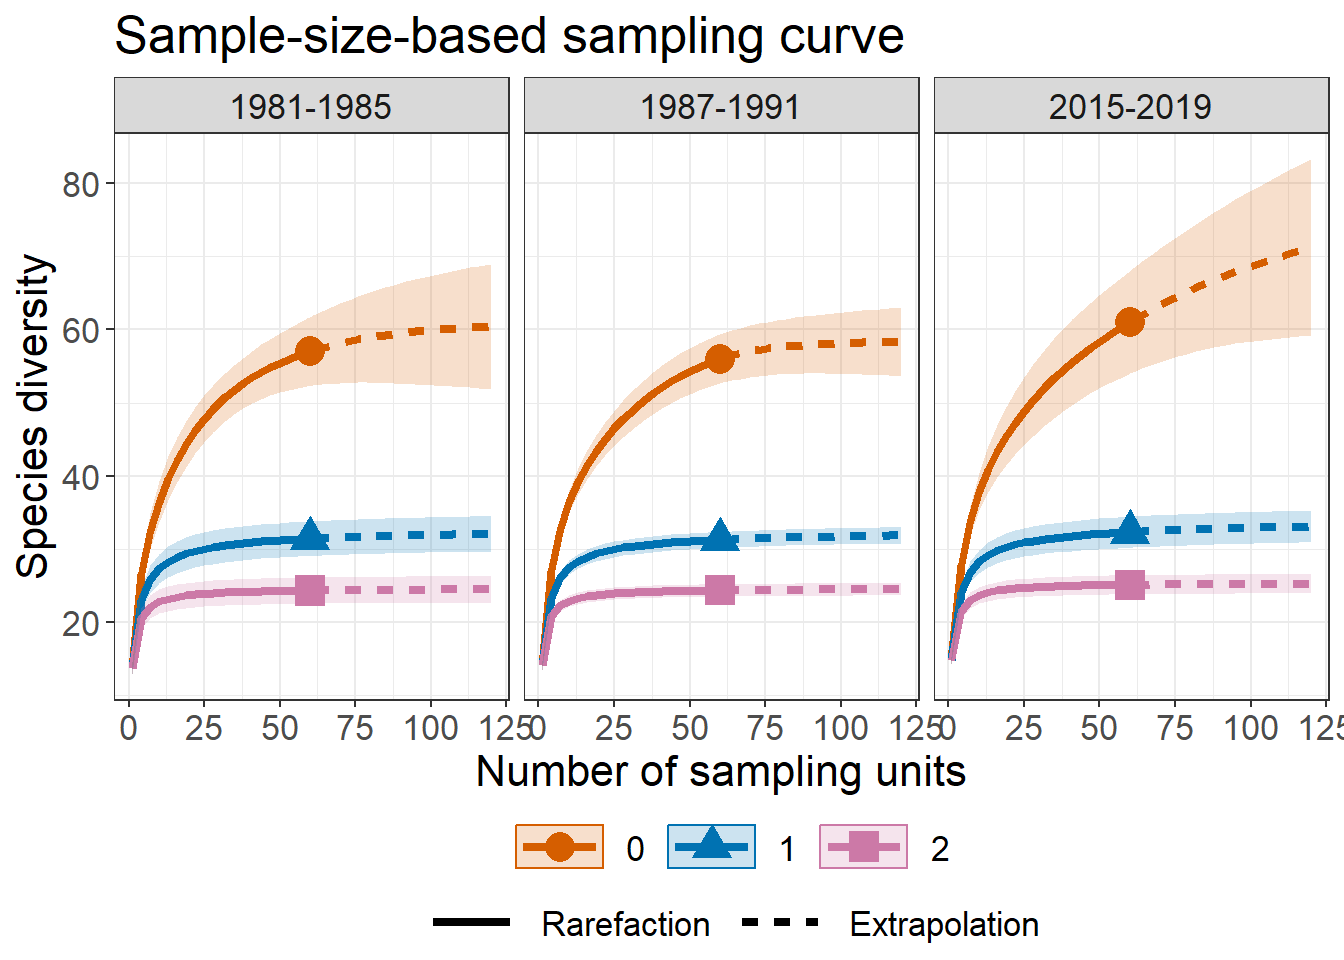 Sample-size-based sampling curve
1981-1985 1987-1991 2015-2019
Species diversity
80
60
40
20
0 25 50 75 100 125 0 25 50 75 100 125 0 25 50 75 100 125
Number of sampling units
0 1 2
Rarefaction Extrapolation